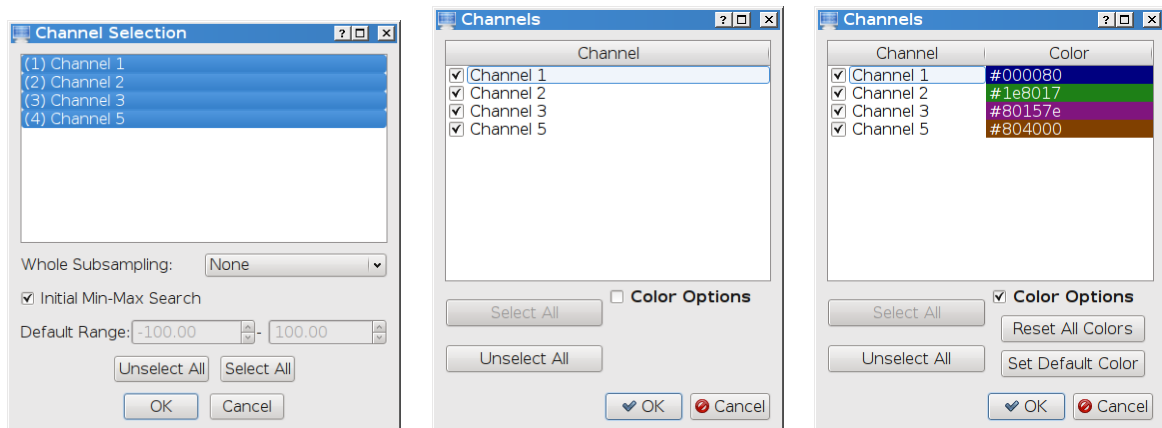 Channel Selection
(1) Channel 1
(2) Channel 2
(3) Channel 3
(4) Channel 5
Whole Subsampling: None
Initial Min-Max Search
Default Range: -100.00 - 100.00
Unselect All Select All
OK Cancel
Channels
Channel
Channel 1
Channel 2
Channel 3
Channel 5
Select All Color Options
Unselect All
OK Cancel
Channels
Channel Color
Channel 1 #000080
Channel 2 #1e8017
Channel 3 #80157e
Channel 5 #804000
Select All Color Options
Reset All Colors
Unselect All Set Default Color
OK Cancel